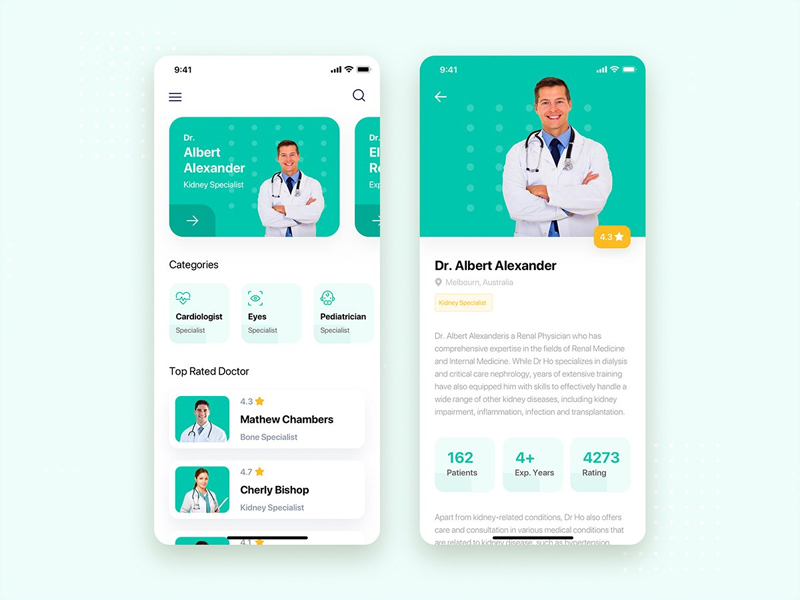 9:41
Dr.
Albert
Alexander
Kidney Specialist
Dr.
El
Re
Exp
Categories
Cardiologist
Specialist
Eyes
Specialist
Pediatrician
Specialist
Top Rated Doctor
4.3
Mathew Chambers
Bone Specialist
4.7
Cherly Bishop
Kidney Specialist
4.1
9:41
4.3
Dr. Albert Alexander
Melbourn, Australia
Kidney Specialist
Dr. Albert Alexanderis a Renal Physician who has
comprehensive expertise in the fields of Renal Medicine
and Internal Medicine. While Dr Ho specializes in dialysis
and critical care nephrology, years of extensive training
have also equipped him with skills to effectively handle a
wide range of other kidney diseases, including kidney
impairment, inflammation, infection and transplantation.
162
Patients
4+
Exp. Years
4273
Rating
Apart from kidney-related conditions, Dr Ho also offers
care and consultation in various medical conditions that
are related to kidney disease, such as hypertension,